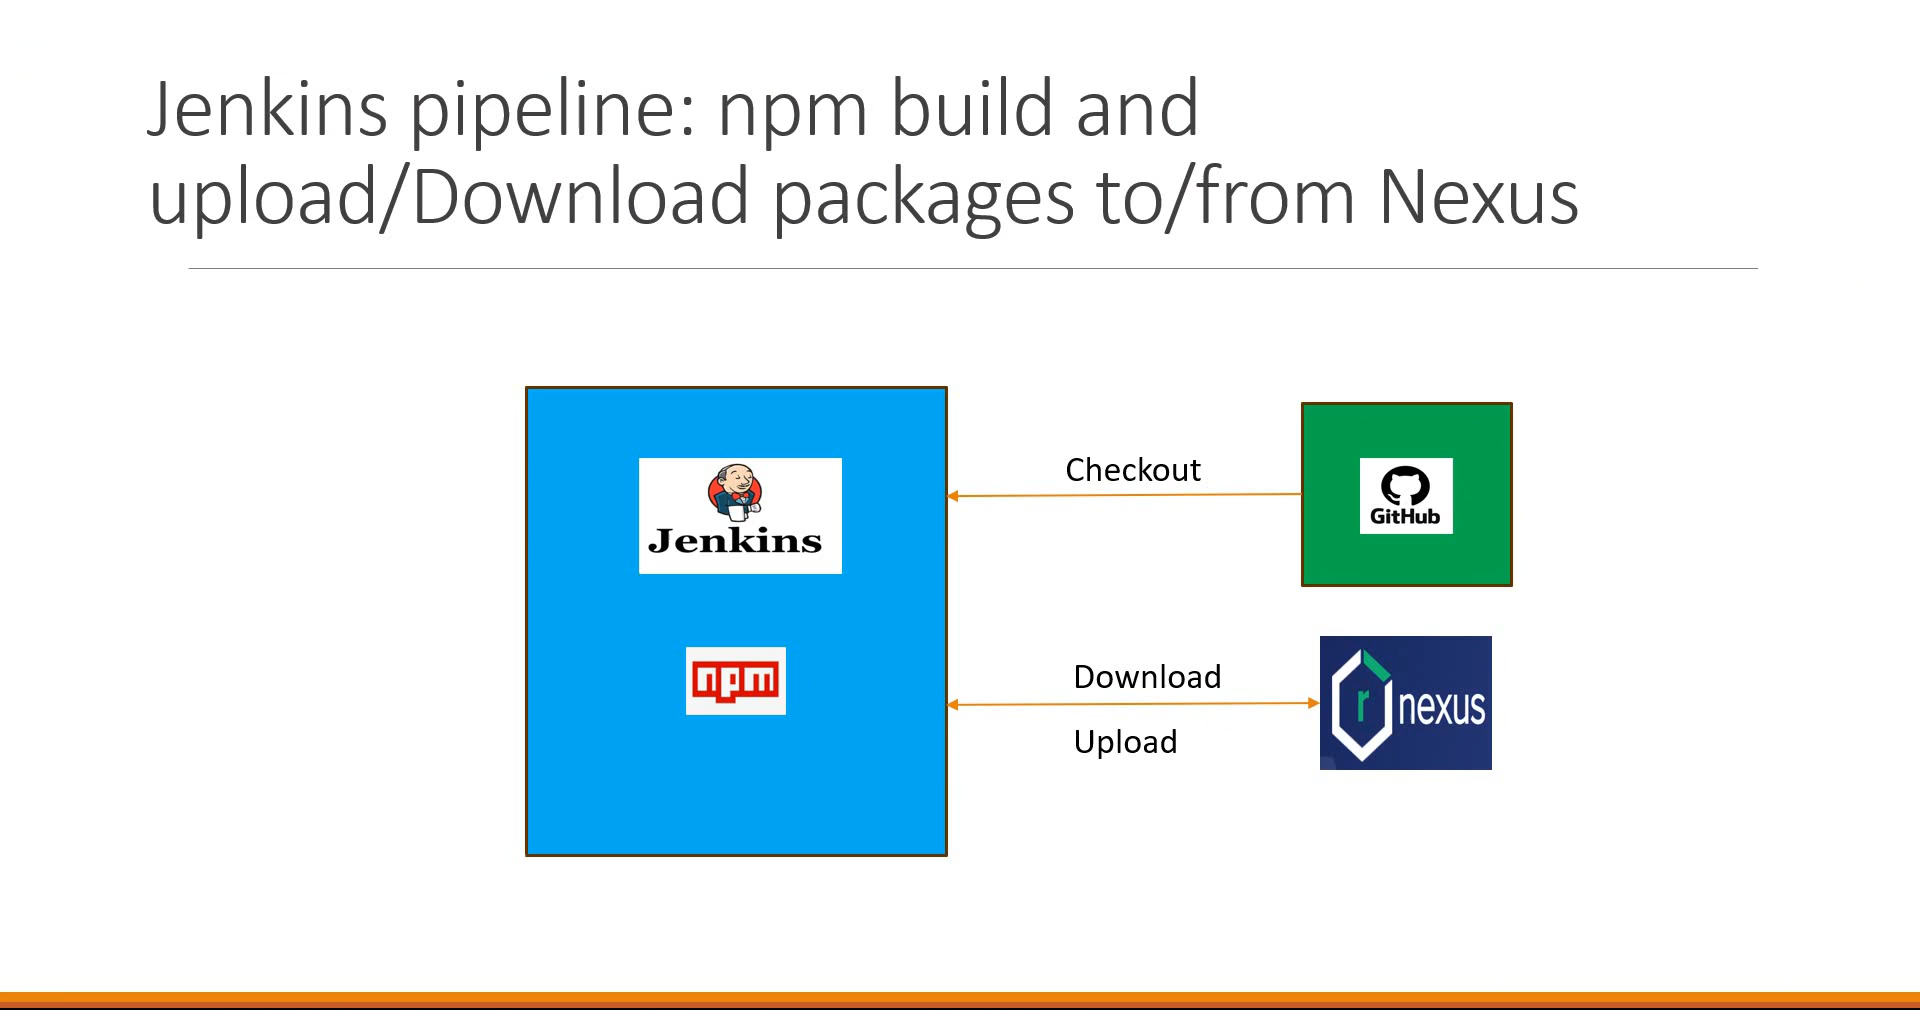 Jenkins pipeline: npm build and
upload/Download packages to/from Nexus
Jenkins
npm
Checkout
GitHub
Download
Upload
r nexus